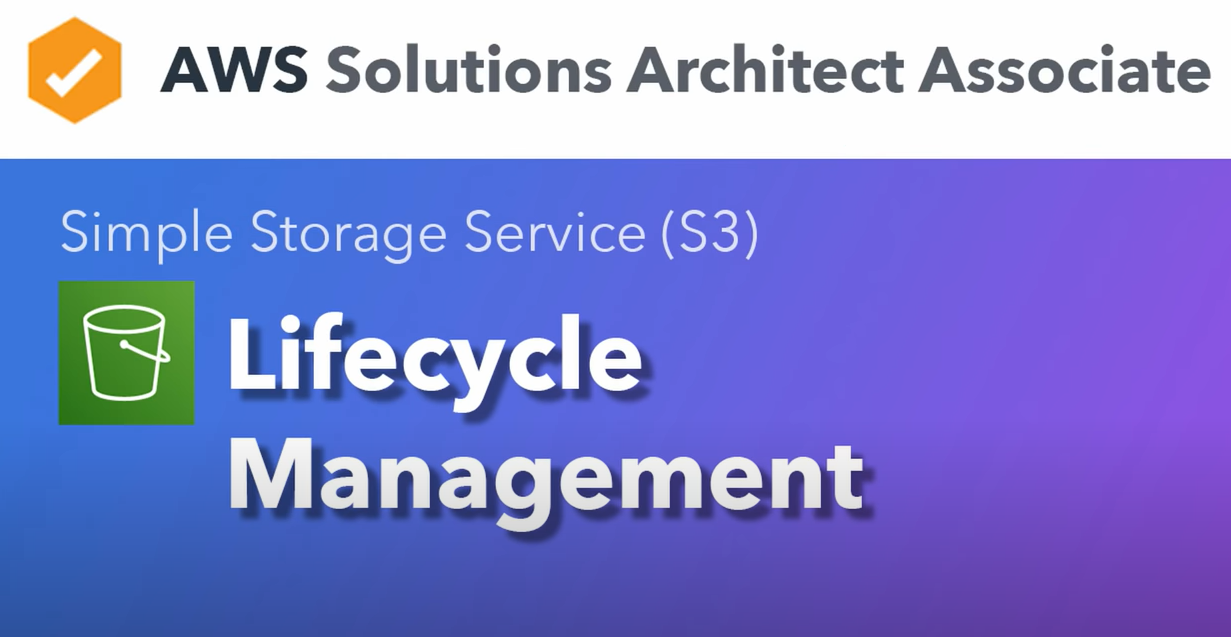 AWS Solutions Architect Associate
Simple Storage Service (S3)
Lifecycle
Management